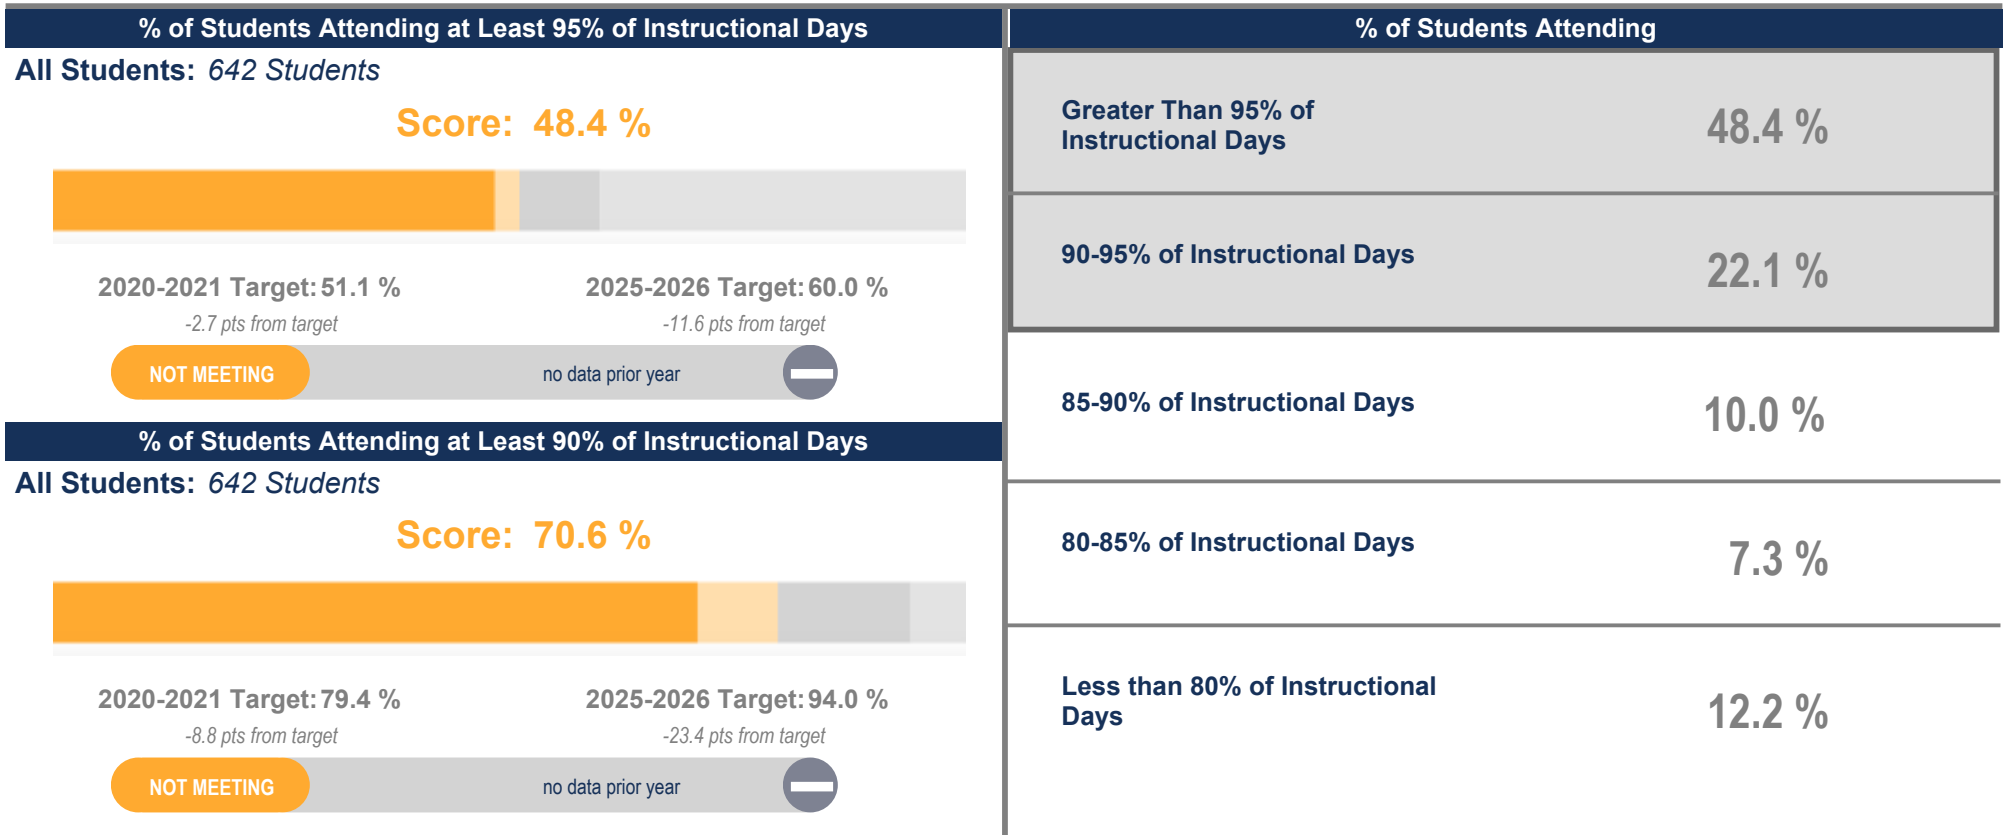 % of Students Attending at Least 95% of Instructional Days
All Students: 642 Students
Score: 48.4 %
2020-2021 Target: 51.1 %
-2.7 pts from target
2025-2026 Target: 60.0 %
-11.6 pts from target
NOT MEETING
no data prior year
% of Students Attending at Least 90% of Instructional Days
All Students: 642 Students
Score: 70.6 %
2020-2021 Target: 79.4 %
-8.8 pts from target
2025-2026 Target: 94.0 %
-23.4 pts from target
NOT MEETING
no data prior year
% of Students Attending
Greater Than 95% of
Instructional Days
48.4 %
90-95% of Instructional Days
22.1 %
85-90% of Instructional Days
10.0 %
80-85% of Instructional Days
7.3 %
Less than 80% of Instructional
Days
12.2 %